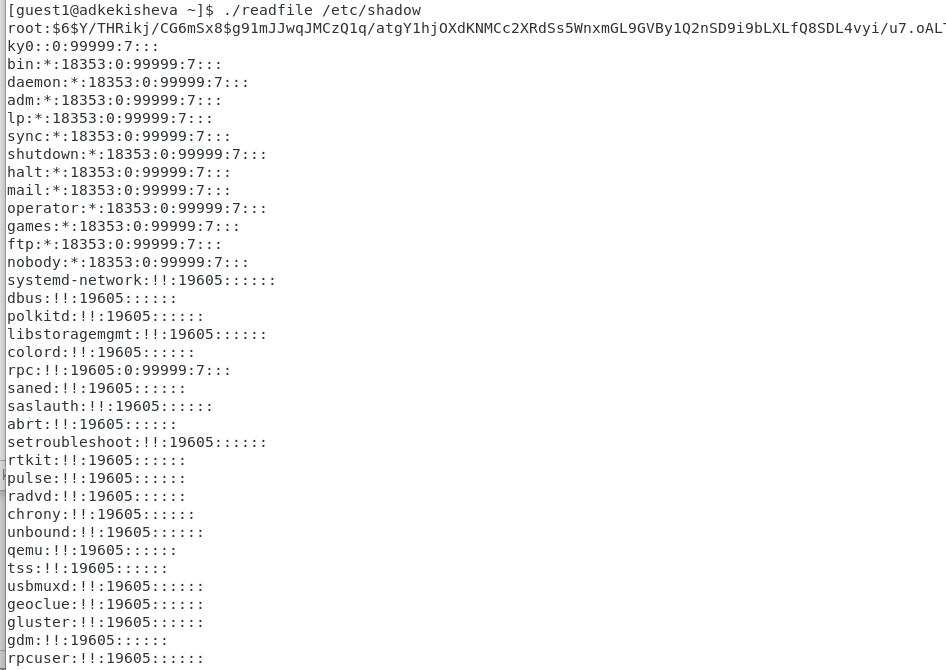 [guest1@adkekisheva ~]$ ./readfile /etc/shadow
root:$6$Y/THRikj/CG6mSx8$g91mJJwqJMCzQ1q/atgY1hjOXdKNMCc2XRdSs5WnxmGL9GVBy1Q2nSD9i9bLXLfQ8SDL4vyi/u7.oALT
ky0::0:99999:7:::
bin:*:18353:0:99999:7:::
daemon:*:18353:0:99999:7:::
adm:*:18353:0:99999:7:::
lp:*:18353:0:99999:7:::
sync:*:18353:0:99999:7:::
shutdown:*:18353:0:99999:7:::
halt:*:18353:0:99999:7:::
mail:*:18353:0:99999:7:::
operator:*:18353:0:99999:7:::
games:*:18353:0:99999:7:::
ftp:*:18353:0:99999:7:::
nobody:*:18353:0:99999:7:::
systemd-network:!!:19605::::::
dbus:!!:19605::::::
polkitd:!!:19605::::::
libstoragemgmt:!!:19605::::::
colord:!!:19605::::::
rpc:!!:19605:0:99999:7:::
saned:!!:19605::::::
saslauth:!!:19605::::::
abrt:!!:19605::::::
setroubleshoot:!!:19605::::::
rtkit:!!:19605::::::
pulse:!!:19605::::::
radvd:!!:19605::::::
chrony:!!:19605::::::
unbound:!!:19605::::::
qemu:!!:19605::::::
tss:!!:19605::::::
usbmuxd:!!:19605::::::
geoclue:!!:19605::::::
gluster:!!:19605::::::
gdm:!!:19605::::::
rpcuser:!!:19605::::::